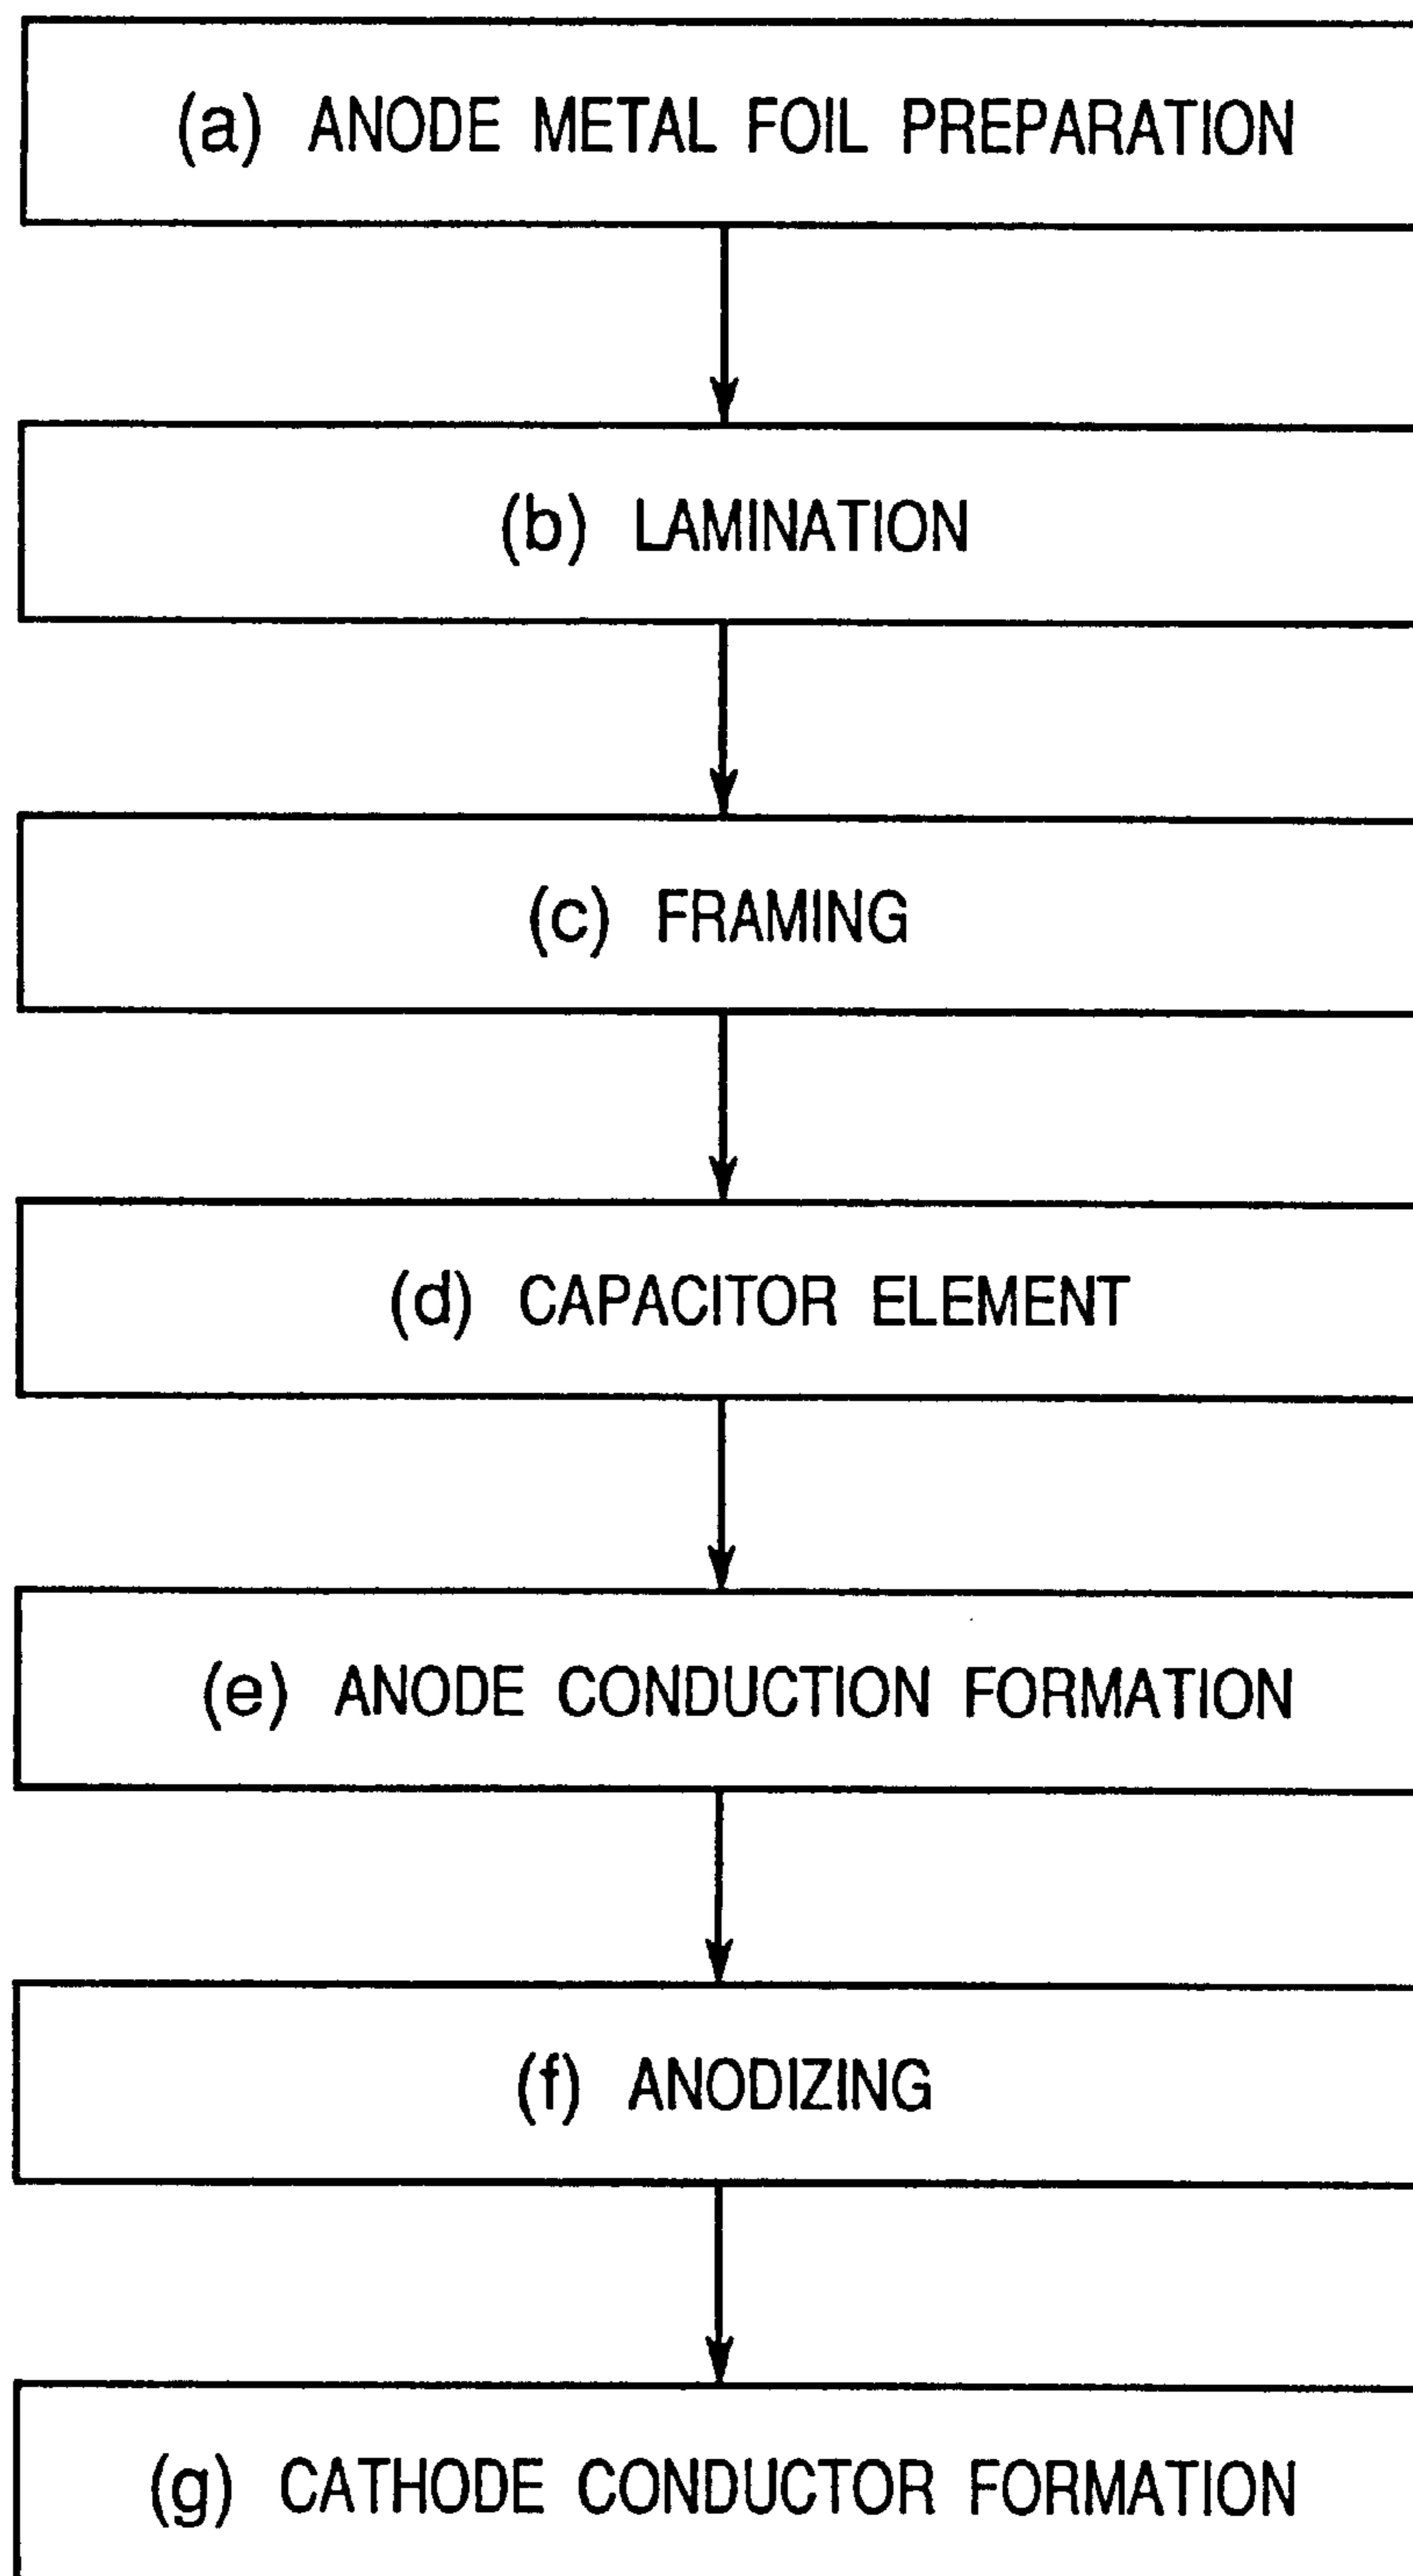 (a) ANODE METAL FOIL PREPARATION
(b) LAMINATION
(c) FRAMING
(d) CAPACITOR ELEMENT
(e) ANODE CONDUCTION FORMATION
(f) ANODIZING
(g) CATHODE CONDUCTOR FORMATION